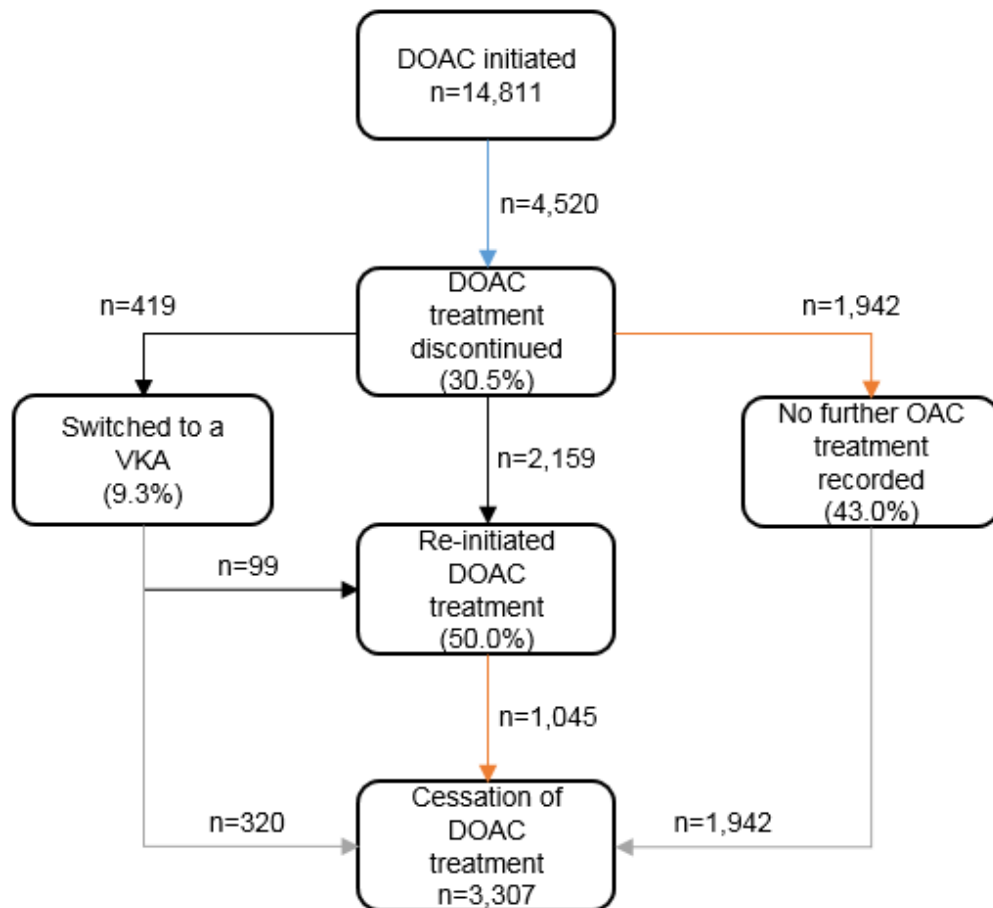 DOAC initiated
n=14,811
n=4,520
DOAC
treatment
discontinued
(30.5%)
n=419
n=1,942
Switched to a
VKA
(9.3%)
n=2,159
No further OAC
treatment
recorded
(43.0%)
n=99
Re-initiated
DOAC
treatment
(50.0%)
n=1,045
n=320
Cessation of
DOAC
treatment
n=3,307
n=1,942